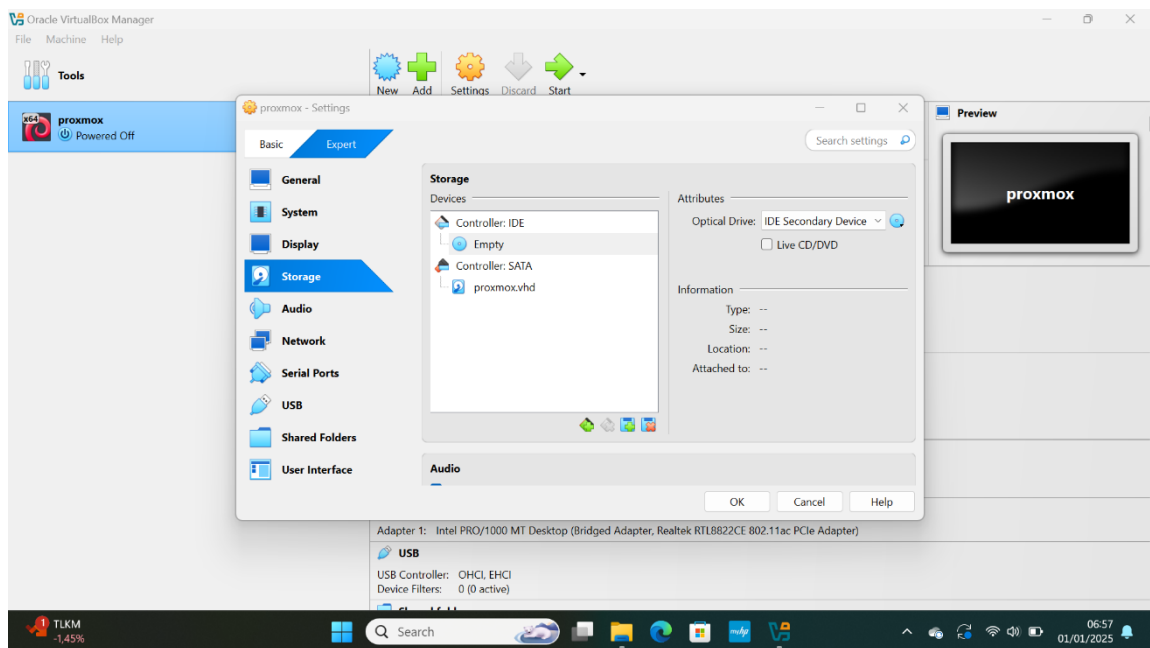 Oracle VirtualBox Manager
File Machine Help
Tools
New Add Settings Discard Start
x64
proxmox
Powered Off
proxmox - Settings
Basic Expert
Search settings
General
System
Display
Storage
Audio
Network
Serial Ports
USB
Shared Folders
User Interface
Storage
Devices
Controller: IDE
Empty
Controller: SATA
proxmox.vhd
Attributes
Optical Drive: IDE Secondary Device
Live CD/DVD
Information
Type: --
Size: --
Location: --
Attached to: --
Audio
OK Cancel Help
Preview
proxmox
Adapter 1: Intel PRO/1000 MT Desktop (Bridged Adapter, Realtek RTL8822CE 802.11ac PCIe Adapter)
USB
USB Controller: OHCI, EHCI
Device Filters: 0 (0 active)
1
TLKM
-1,45%
Search
myhp
06:57
01/01/2025